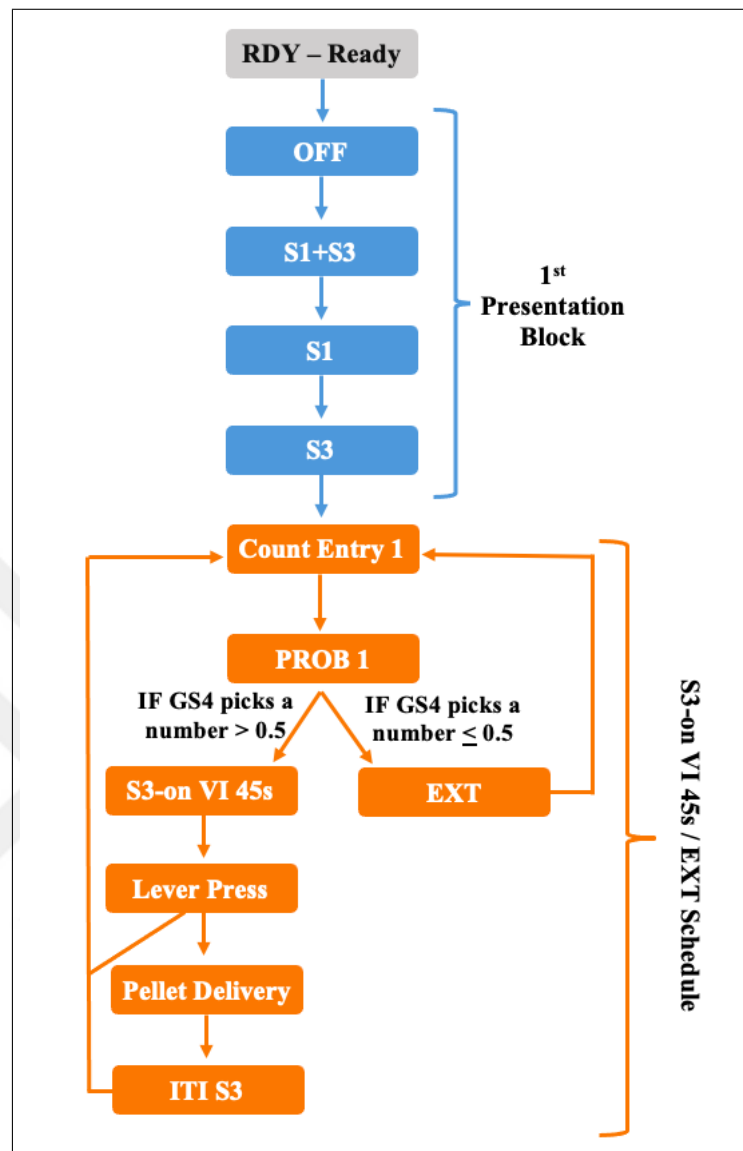 RDY – Ready
OFF
S1+S3
S1
S3
1st
Presentation
Block
Count Entry 1
PROB 1
IF GS4 picks a
number > 0.5
IF GS4 picks a
number ≤ 0.5
S3-on VI 45s
EXT
Lever Press
Pellet Delivery
ITI S3
S3-on VI 45s / EXT Schedule